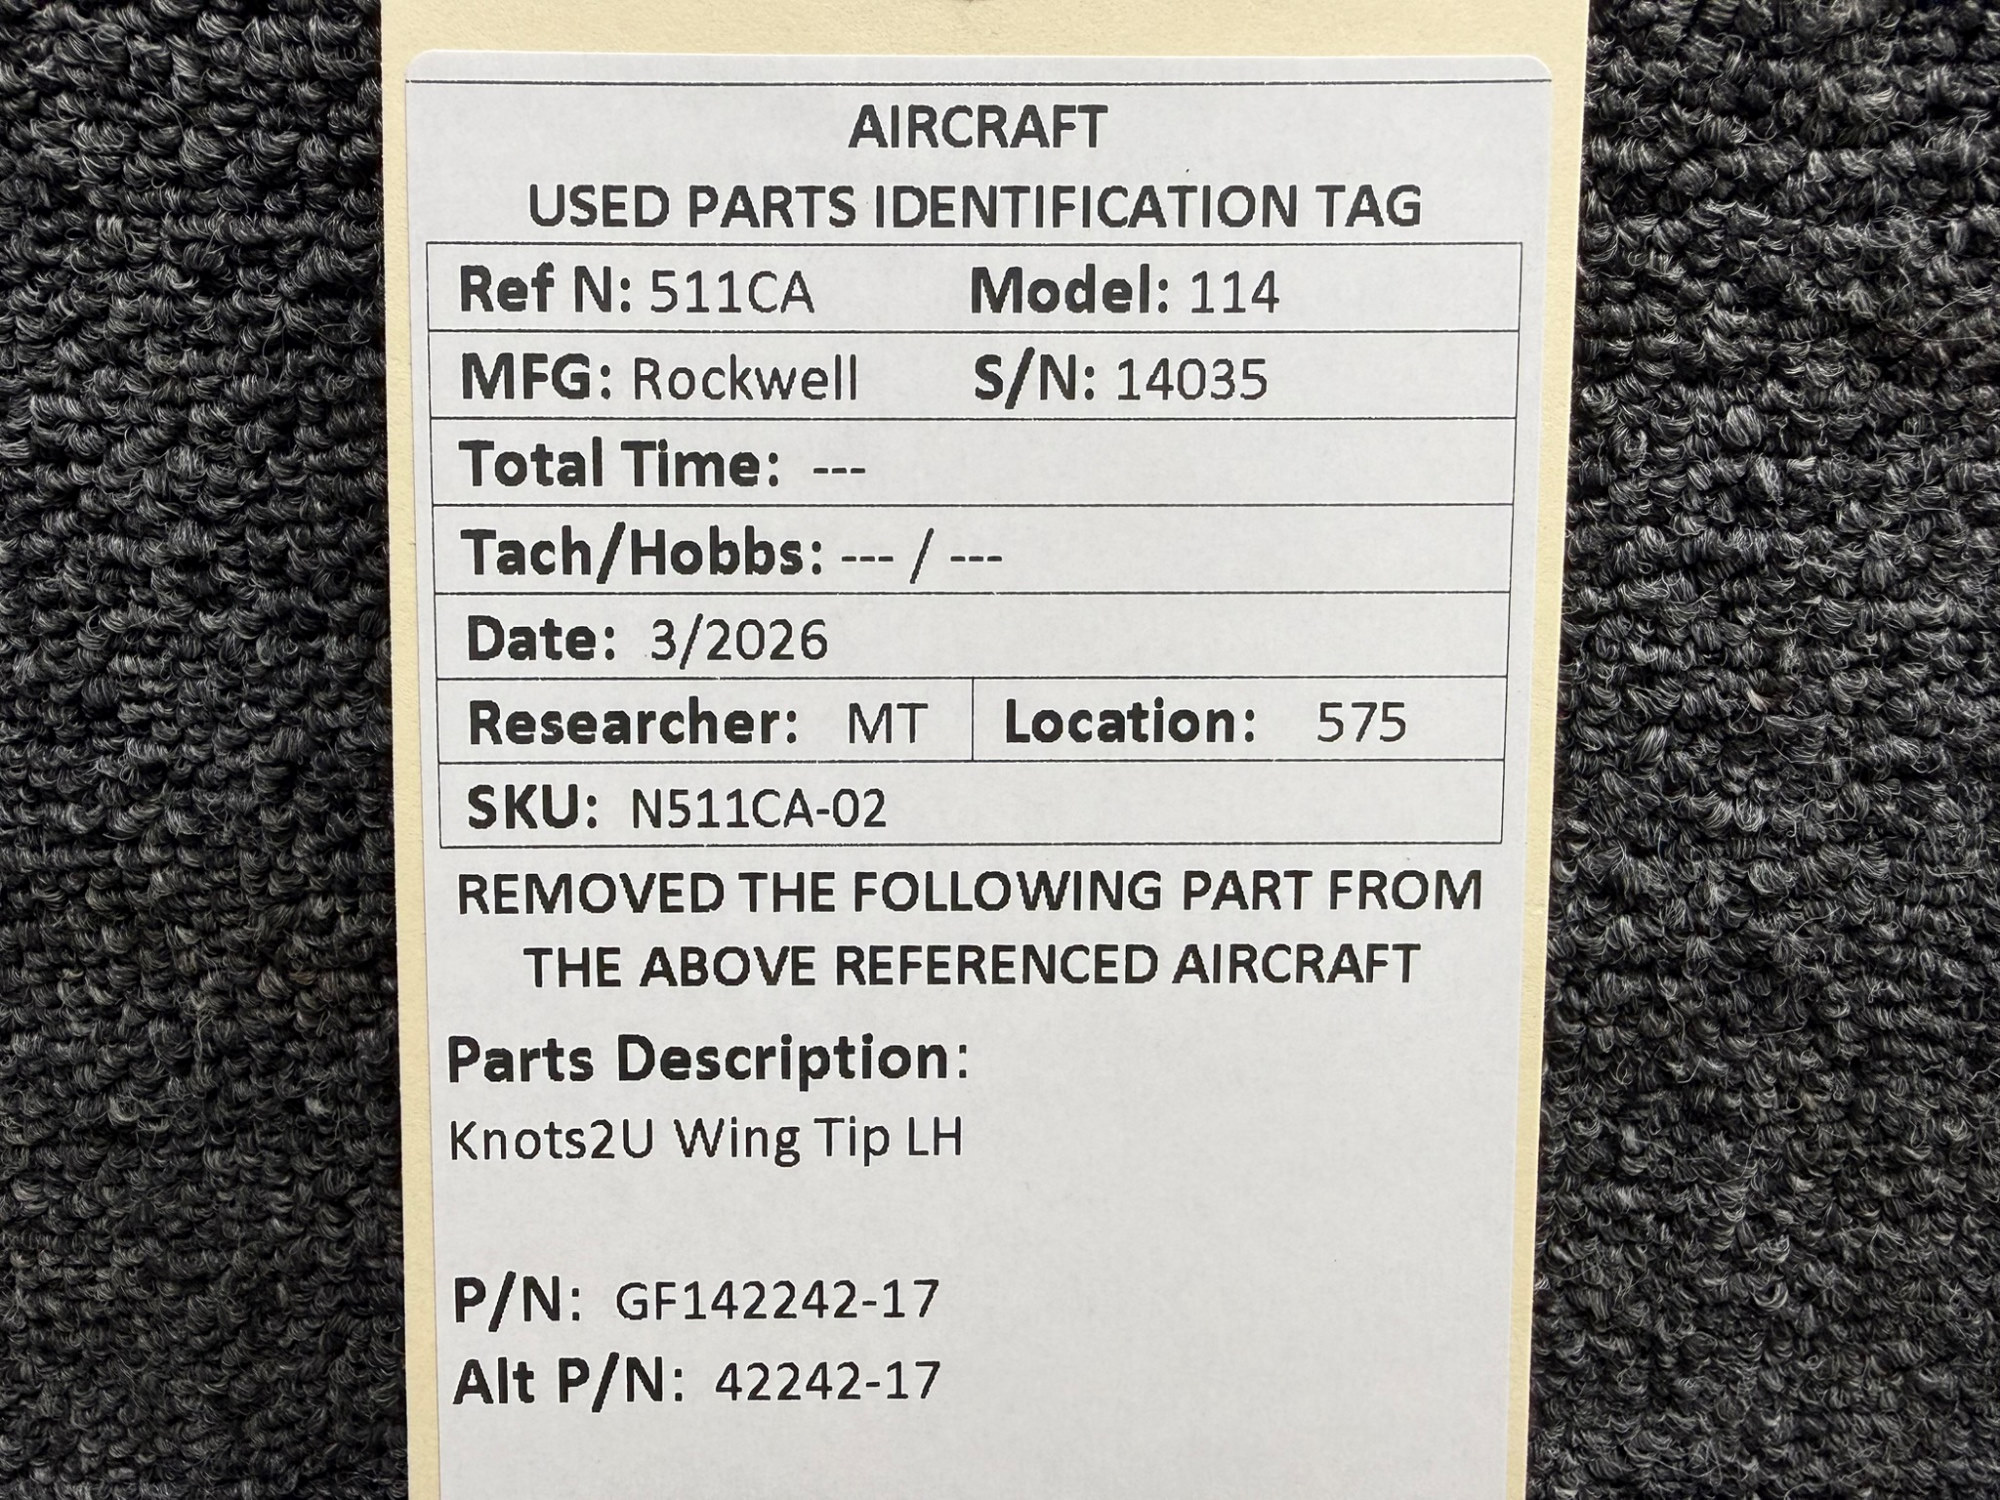 AIRCRAFT
USED PARTS IDENTIFICATION TAG
Ref N: 511CA Model: 114
MFG: Rockwell S/N: 14035
Total Time: ---
Tach/Hobbs: --- / ---
Date: 3/2026
Researcher: MT Location: 575
SKU: N511CA-02
REMOVED THE FOLLOWING PART FROM
THE ABOVE REFERENCED AIRCRAFT
Parts Description:
Knots2U Wing Tip LH
P/N: GF142242-17
Alt P/N: 42242-17